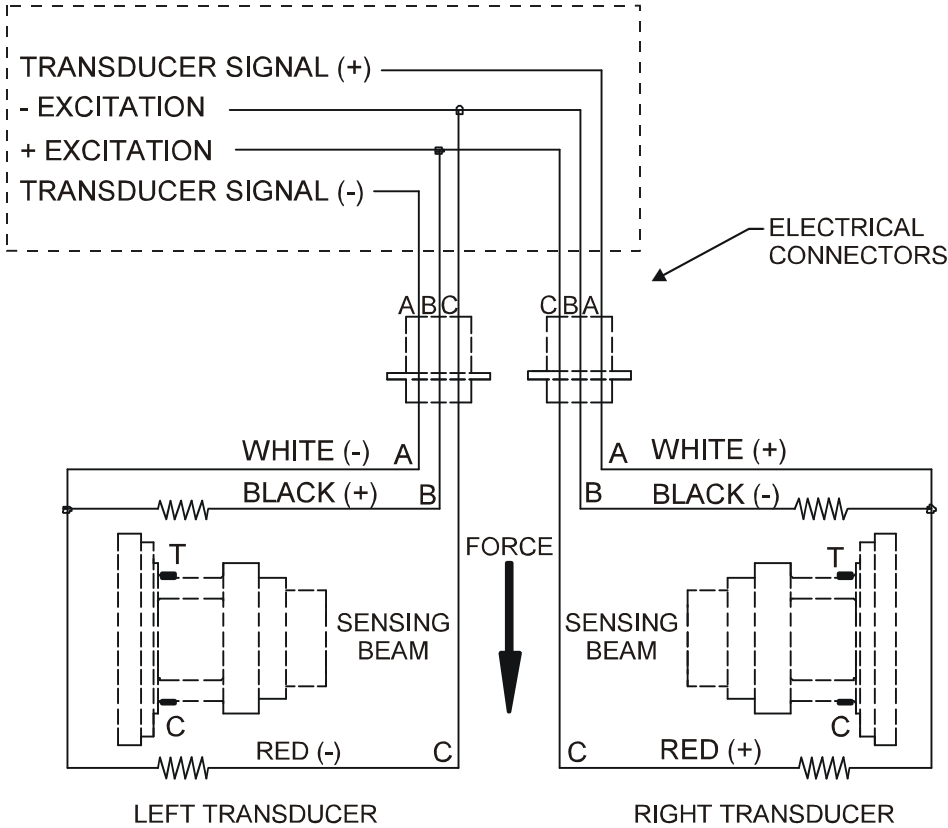 TRANSDUCER SIGNAL (+)
- EXCITATION
+ EXCITATION
TRANSDUCER SIGNAL (-)
ELECTRICAL
CONNECTORS
A B C
C B A
WHITE (-) A
A WHITE (+)
BLACK (+) B
B BLACK (-)
FORCE
T
T
SENSING
BEAM
SENSING
BEAM
C
C
RED (-) C
C RED (+)
LEFT TRANSDUCER
RIGHT TRANSDUCER